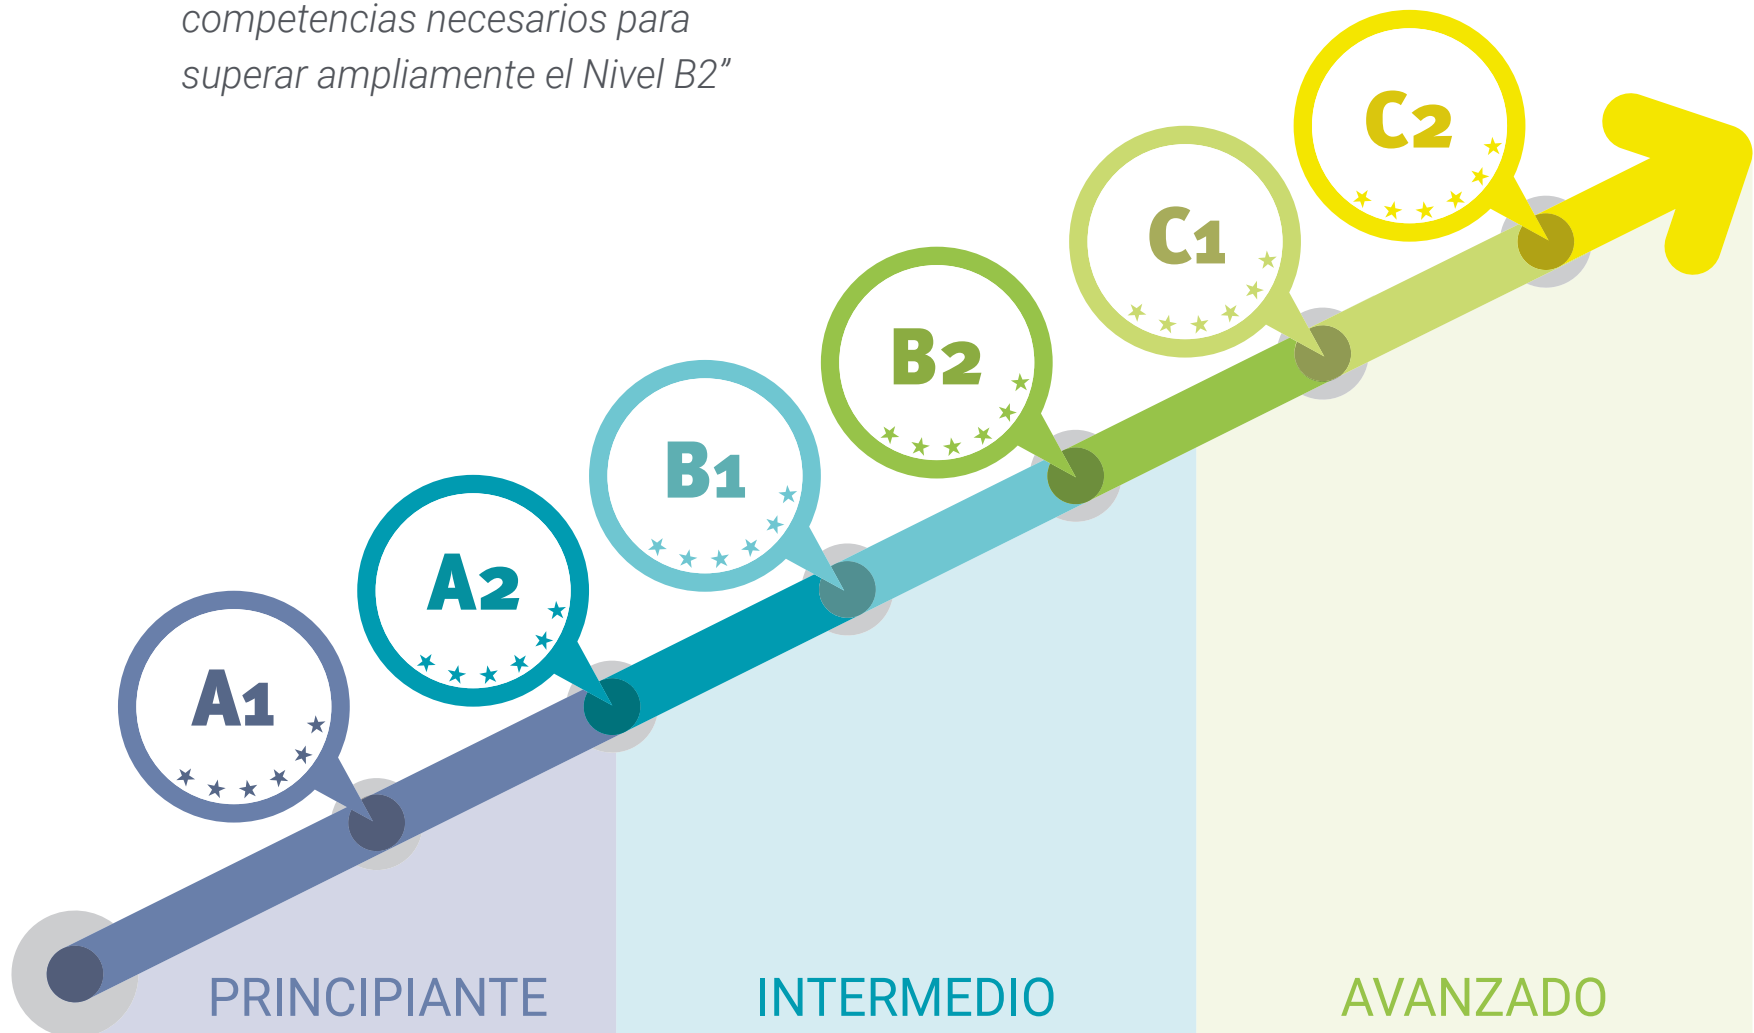 competencias necesarios para
superar ampliamente el Nivel B2”
C2
C1
B2
B1
A2
A1
PRINCIPIANTE
INTERMEDIO
AVANZADO